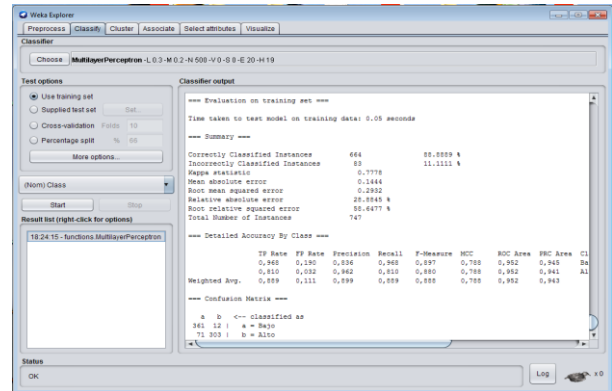 Weka Explorer
Preprocess Classify Cluster Associate Select attributes Visualize
Classifier
Choose MultilayerPerceptron -L 0.3 -M 0.2 -N 500 -V 0 -S 0 -E 20 -H 19
Test options
Use training set
Supplied test set Set...
Cross-validation Folds 10
Percentage split % 66
More options...
(Nom) Class
Start Stop
Result list (right-click for options)
18:24:15 - functions.MultilayerPerceptron
Classifier output
=== Evaluation on training set ===
Time taken to test model on training data: 0.05 seconds
=== Summary ===
Correctly Classified Instances 664 88.8889 %
Incorrectly Classified Instances 83 11.1111 %
Kappa statistic 0.7778
Mean absolute error 0.1444
Root mean squared error 0.2932
Relative absolute error 28.8845 %
Root relative squared error 58.6477 %
Total Number of Instances 747
=== Detailed Accuracy By Class ===
TP Rate FP Rate Precision Recall F-Measure MCC ROC Area PRC Area Cl
0,968 0,190 0,836 0,968 0,897 0,788 0,952 0,945 Ba
0,810 0,032 0,962 0,810 0,880 0,788 0,952 0,941 Al
Weighted Avg. 0,889 0,111 0,899 0,889 0,888 0,788 0,952 0,943
=== Confusion Matrix ===
a b <-- classified as
361 12 | a = Bajo
71 303 | b = Alto
Status
OK
Log
x 0